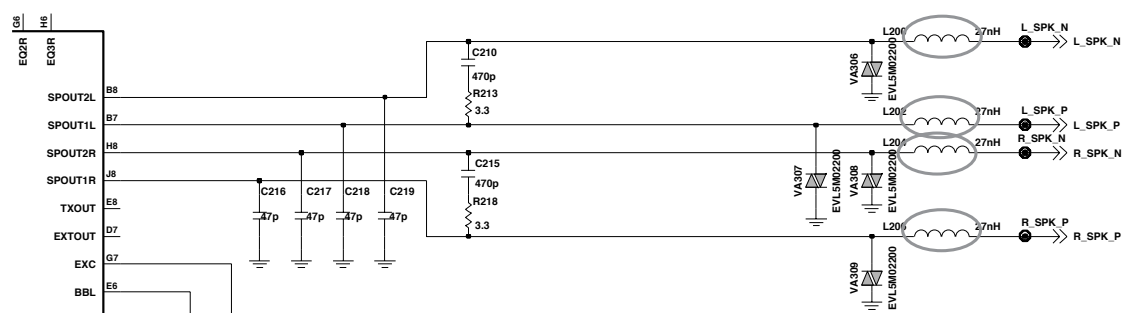 G6
H6
EQ2R
EQ3R
L200 27nH L_SPK_N
L_SPK_N
C210
470p
R213
3.3
VA306
EVL5M02200
SPOUT2L B8
SPOUT1L B7
L202 27nH L_SPK_P
L_SPK_P
SPOUT2R H8
L204 27nH R_SPK_N
R_SPK_N
SPOUT1R J8
C215
470p
R218
3.3
C216 C217 C218 C219
47p 47p 47p 47p
VA307
EVL5M02200
VA308
EVL5M02200
TXOUT E8
EXTOUT D7
L206 27nH R_SPK_P
R_SPK_P
EXC G7
BBL E6
VA309
EVL5M02200